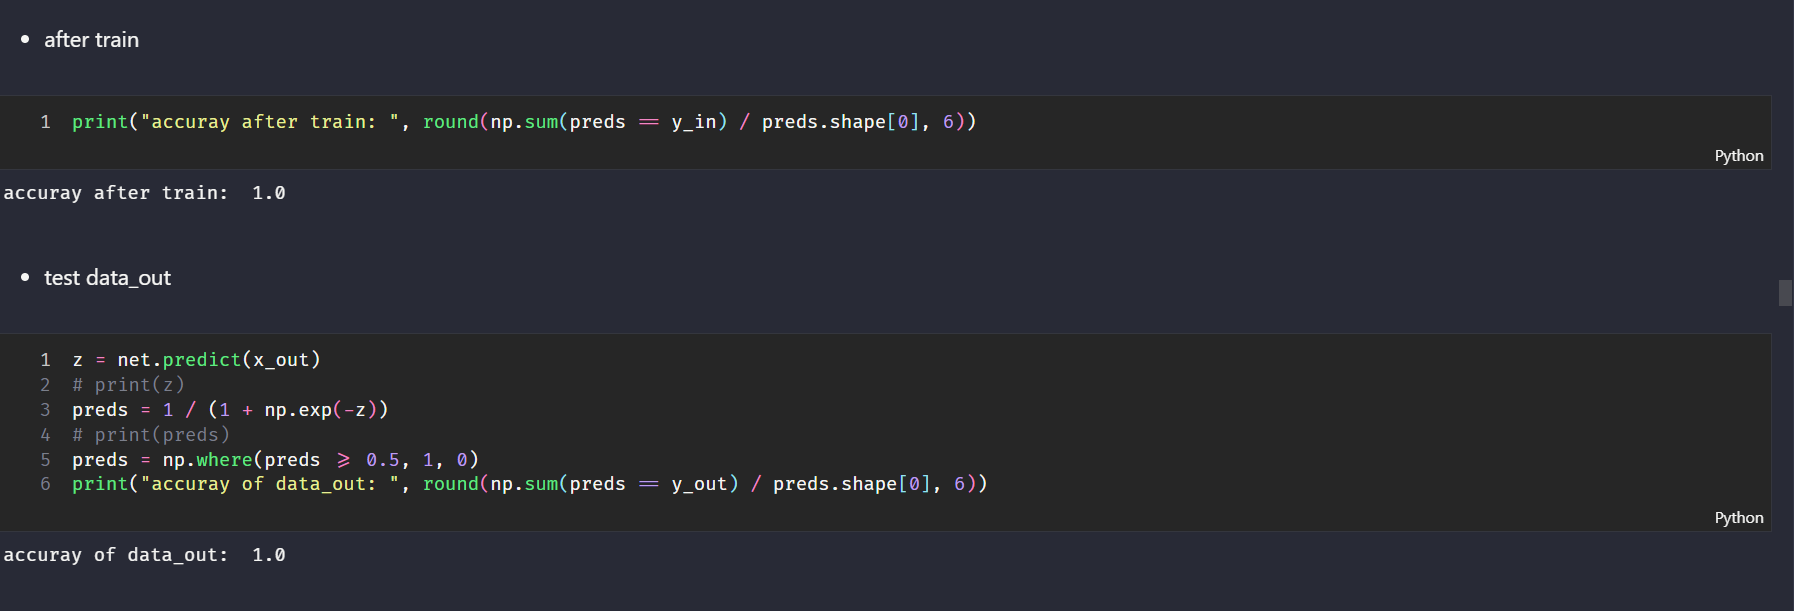 • after train
1 print("accuray after train: ", round(np.sum(preds == y_in) / preds.shape[0], 6))
Python
accuray after train:  1.0
• test data_out
1 z = net.predict(x_out)
2 # print(z)
3 preds = 1 / (1 + np.exp(-z))
4 # print(preds)
5 preds = np.where(preds >= 0.5, 1, 0)
6 print("accuray of data_out: ", round(np.sum(preds == y_out) / preds.shape[0], 6))
Python
accuray of data_out:  1.0